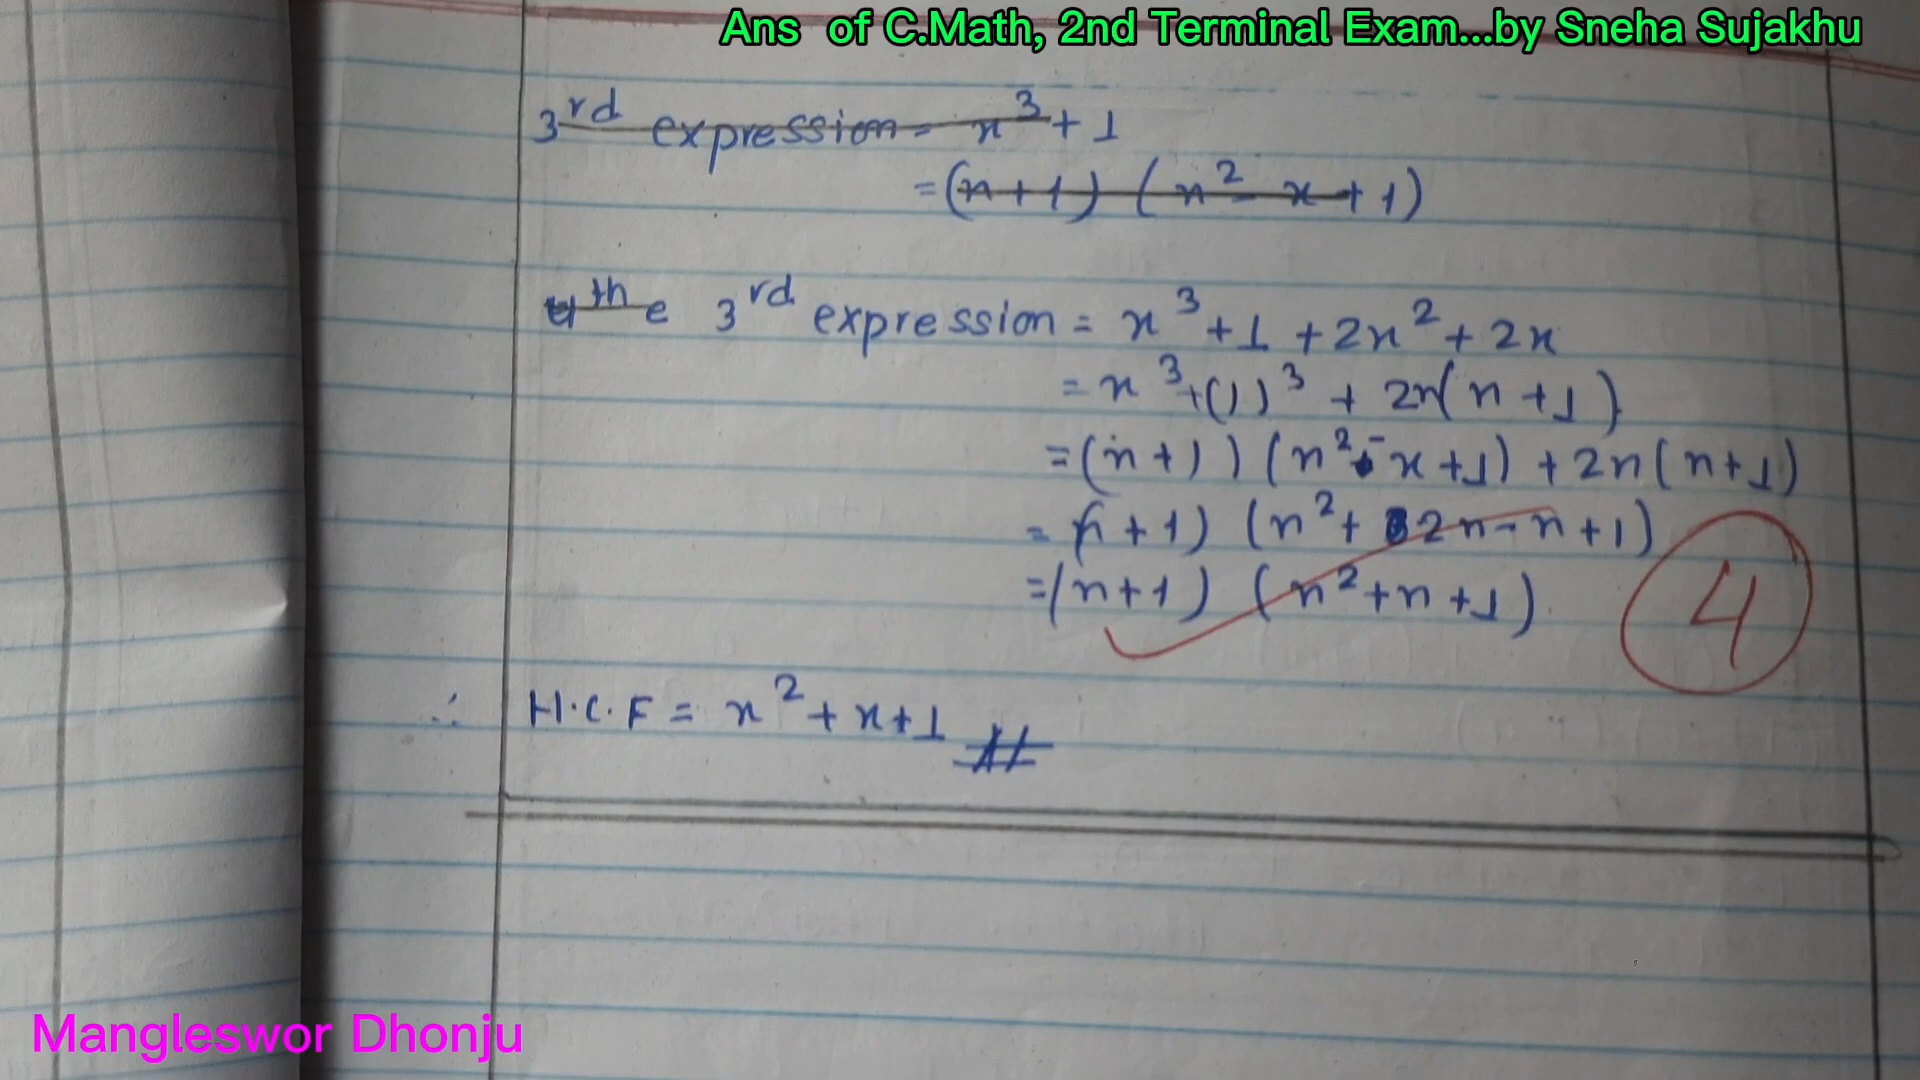 Ans of C.Math, 2nd Terminal Exam...by Sneha Sujakhu
3rd expression = x³ + 1
= (x + 1) (x² - x + 1)
the 3rd expression = x³ + 1 + 2x² + 2x
= x³ + (1)³ + 2x(x + 1)
= (x + 1) (x² - x + 1) + 2x(x + 1)
= (x + 1) (x² + 2x - x + 1)
= (x + 1) (x² + x + 1)
4
∴ H.C.F = x² + x + 1
Mangleswor Dhonju